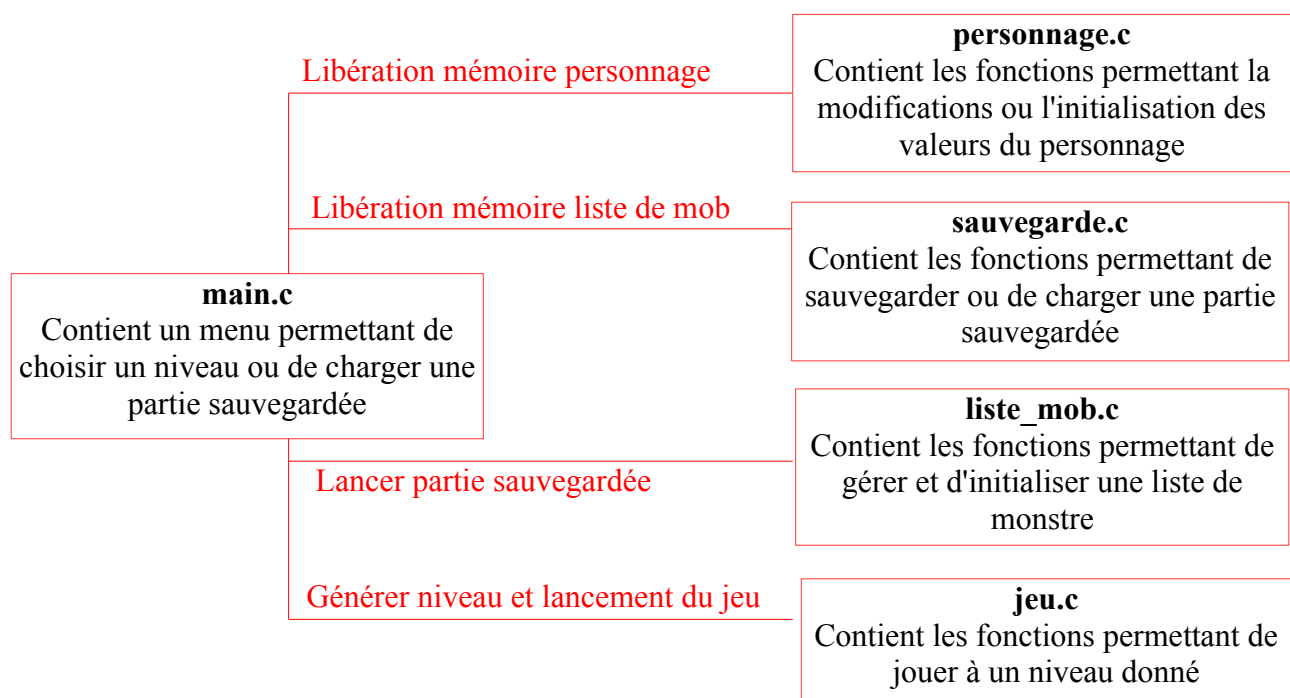 personnage.c
Contient les fonctions permettant la
modifications ou l'initialisation des
valeurs du personnage
Libération mémoire personnage
Libération mémoire liste de mob
sauvegarde.c
Contient les fonctions permettant de
sauvegarder ou de charger une partie
sauvegardée
main.c
Contient un menu permettant de
choisir un niveau ou de charger une
partie sauvegardée
liste_mob.c
Contient les fonctions permettant de
gérer et d'initialiser une liste de
monstre
Lancer partie sauvegardée
Générer niveau et lancement du jeu
jeu.c
Contient les fonctions permettant de
jouer à un niveau donné